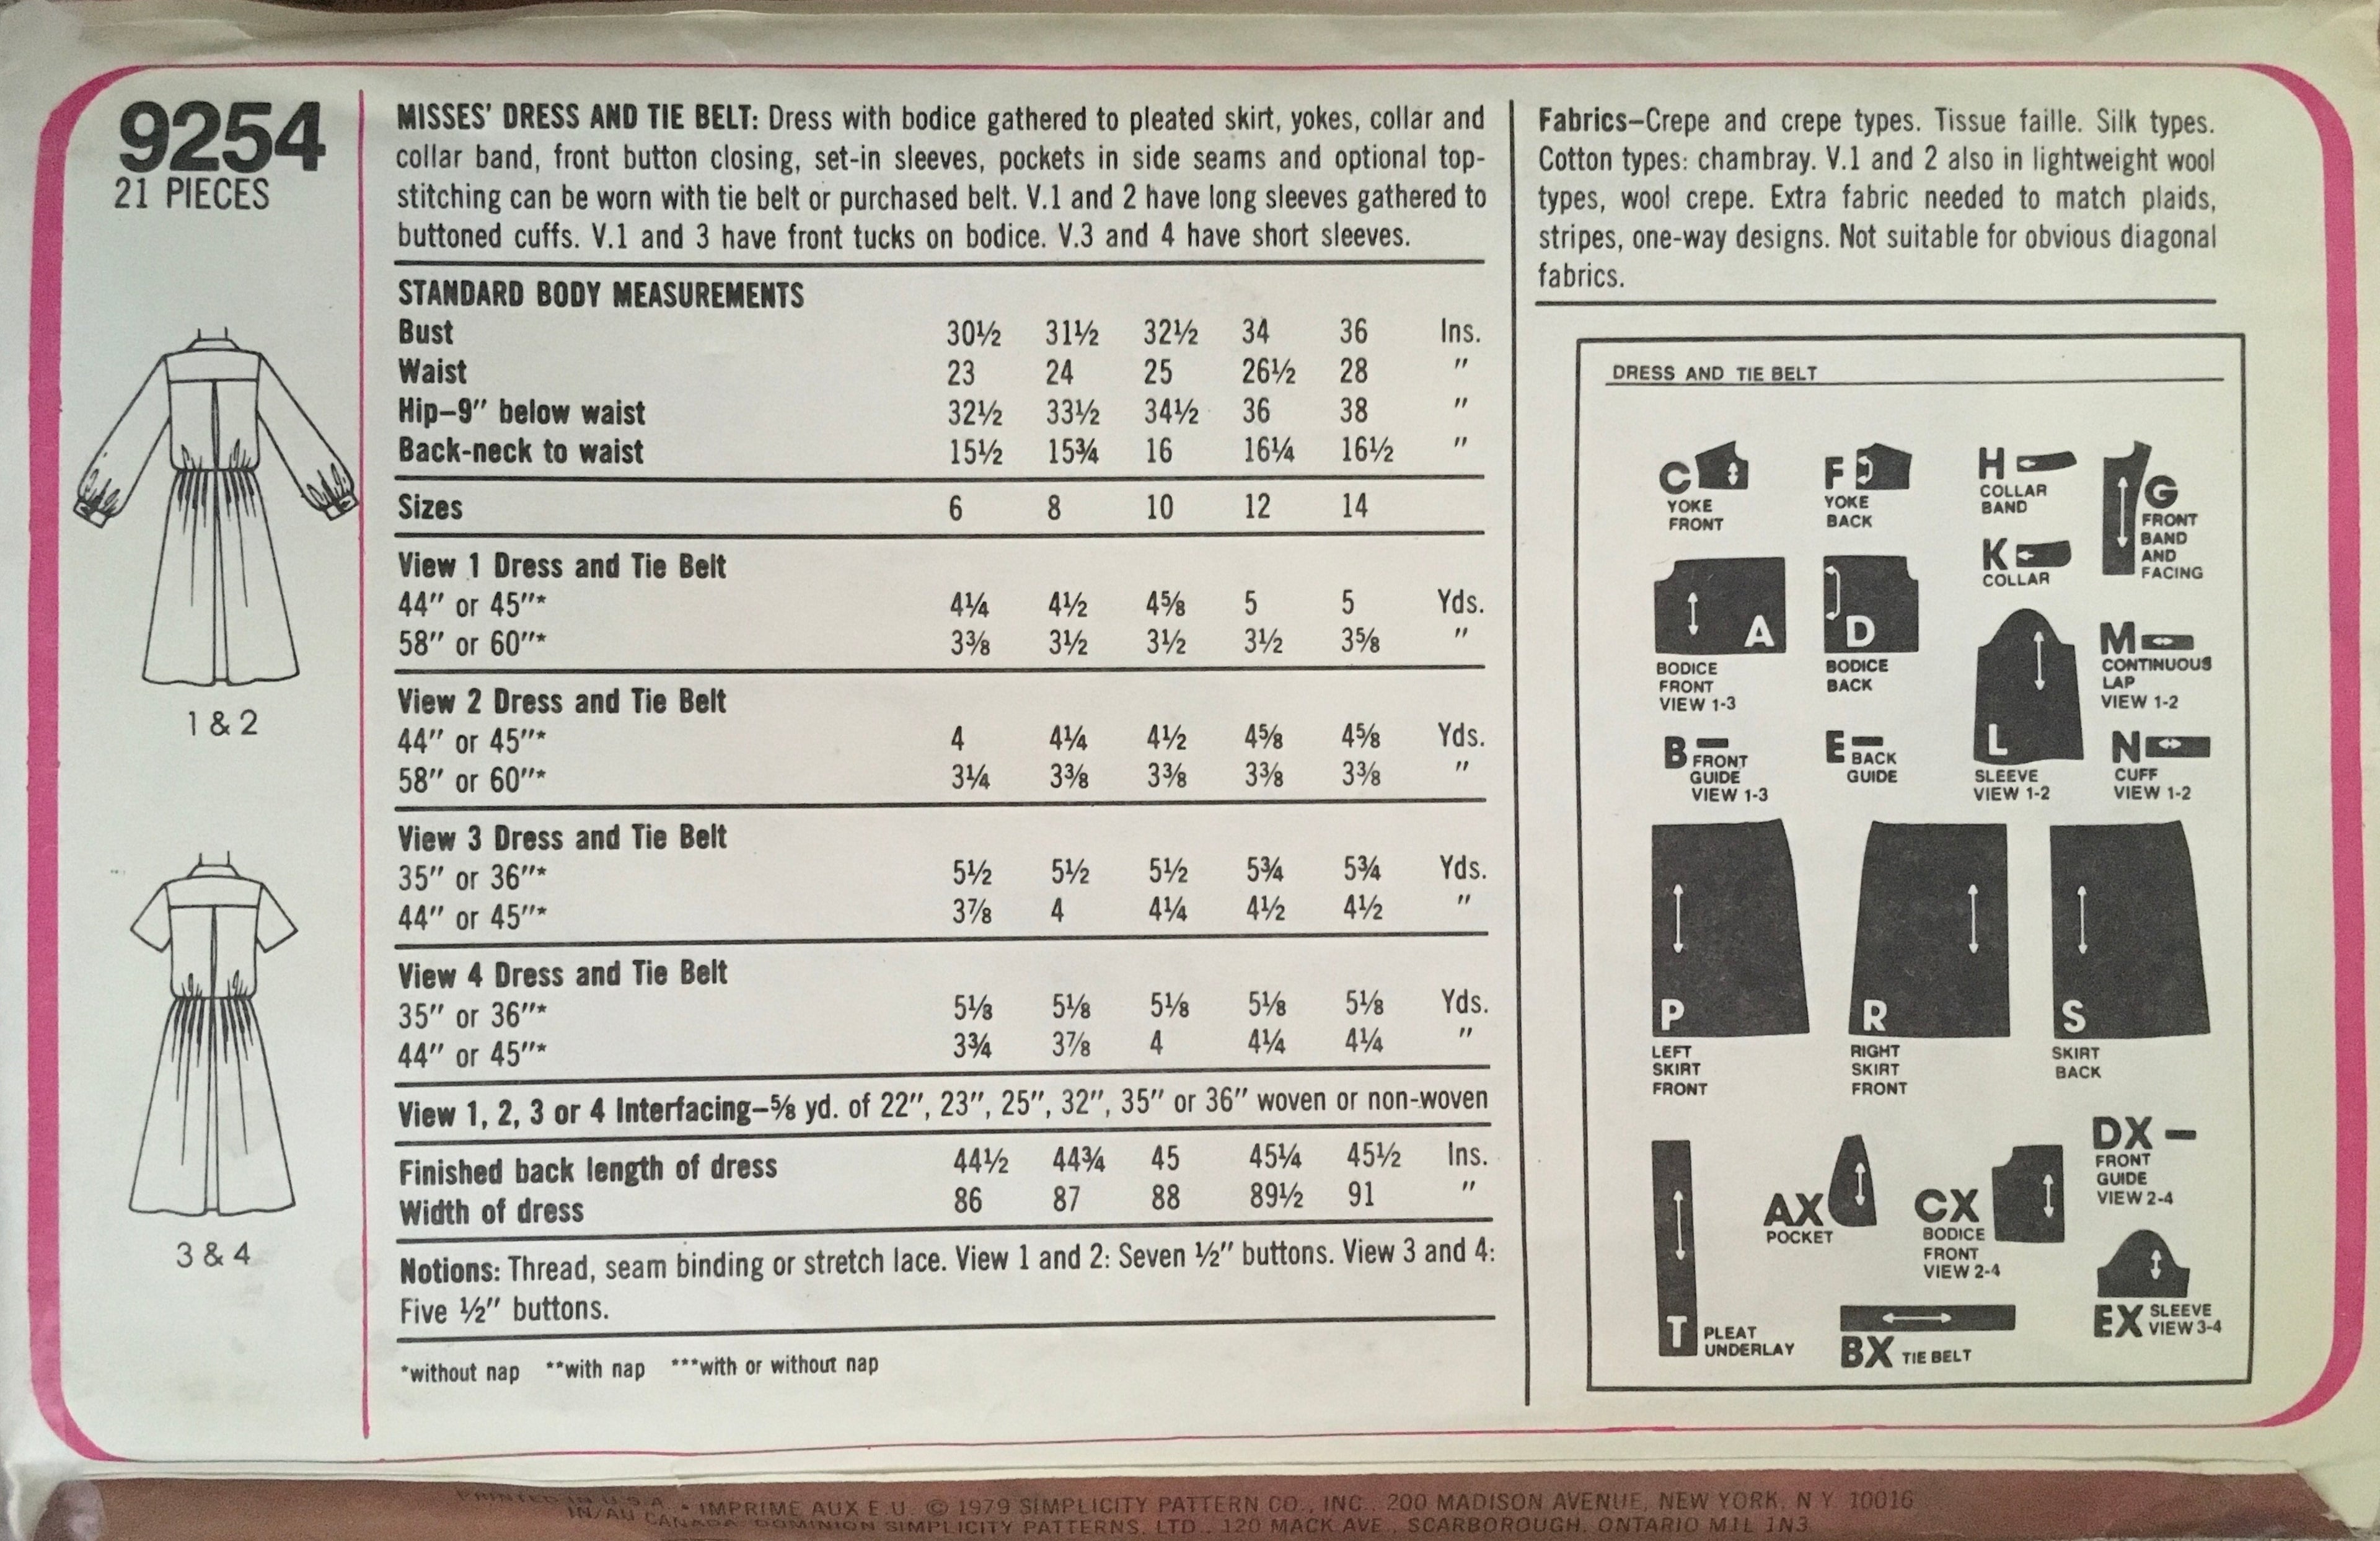 9254
21 PIECES
1 & 2
3 & 4
MISSES' DRESS AND TIE BELT: Dress with bodice gathered to pleated skirt, yokes, collar and
collar band, front button closing, set-in sleeves, pockets in side seams and optional top-
stitching can be worn with tie belt or purchased belt. V.1 and 2 have long sleeves gathered to
buttoned cuffs. V.1 and 3 have front tucks on bodice. V.3 and 4 have short sleeves.
STANDARD BODY MEASUREMENTS
Bust 30½ 31½ 32½ 34 36 Ins.
Waist 23 24 25 26½ 28 "
Hip–9" below waist 32½ 33½ 34½ 36 38 "
Back-neck to waist 15½ 15¾ 16 16¼ 16½ "
Sizes 6 8 10 12 14
View 1 Dress and Tie Belt
44" or 45"* 4¼ 4½ 4⅝ 5 5 Yds.
58" or 60"* 3⅜ 3½ 3½ 3½ 3⅝ "
View 2 Dress and Tie Belt
44" or 45"* 4 4¼ 4½ 4⅝ 4⅝ Yds.
58" or 60"* 3¼ 3⅜ 3⅜ 3⅜ 3⅜ "
View 3 Dress and Tie Belt
35" or 36"* 5½ 5½ 5½ 5¾ 5¾ Yds.
44" or 45"* 3⅞ 4 4¼ 4½ 4½ "
View 4 Dress and Tie Belt
35" or 36"* 5⅛ 5⅛ 5⅛ 5⅛ 5⅛ Yds.
44" or 45"* 3¾ 3⅞ 4 4¼ 4¼ "
View 1, 2, 3 or 4 Interfacing–⅝ yd. of 22", 23", 25", 32", 35" or 36" woven or non-woven
Finished back length of dress 44½ 44¾ 45 45¼ 45½ Ins.
Width of dress 86 87 88 89½ 91 "
Notions: Thread, seam binding or stretch lace. View 1 and 2: Seven ½" buttons. View 3 and 4:
Five ½" buttons.
*without nap **with nap ***with or without nap
Fabrics–Crepe and crepe types. Tissue faille. Silk types.
Cotton types: chambray. V.1 and 2 also in lightweight wool
types, wool crepe. Extra fabric needed to match plaids,
stripes, one-way designs. Not suitable for obvious diagonal
fabrics.
DRESS AND TIE BELT
C
YOKE
FRONT
F
YOKE
BACK
H
COLLAR
BAND
G
FRONT
BAND
AND
FACING
K
COLLAR
A
BODICE
FRONT
VIEW 1-3
D
BODICE
BACK
L
SLEEVE
VIEW 1-2
M
CONTINUOUS
LAP
VIEW 1-2
B
FRONT
GUIDE
VIEW 1-3
E
BACK
GUIDE
N
CUFF
VIEW 1-2
P
LEFT
SKIRT
FRONT
R
RIGHT
SKIRT
FRONT
S
SKIRT
BACK
T
PLEAT
UNDERLAY
AX
POCKET
CX
BODICE
FRONT
VIEW 2-4
DX
FRONT
GUIDE
VIEW 2-4
BX TIE BELT
EX SLEEVE
VIEW 3-4
PRINTED IN U.S.A. • IMPRIME AUX E.U. © 1979 SIMPLICITY PATTERN CO., INC., 200 MADISON AVENUE, NEW YORK, N.Y. 10016
IN/AU CANADA DOMINION SIMPLICITY PATTERNS, LTD., 120 MACK AVE., SCARBOROUGH, ONTARIO M1L 1N3